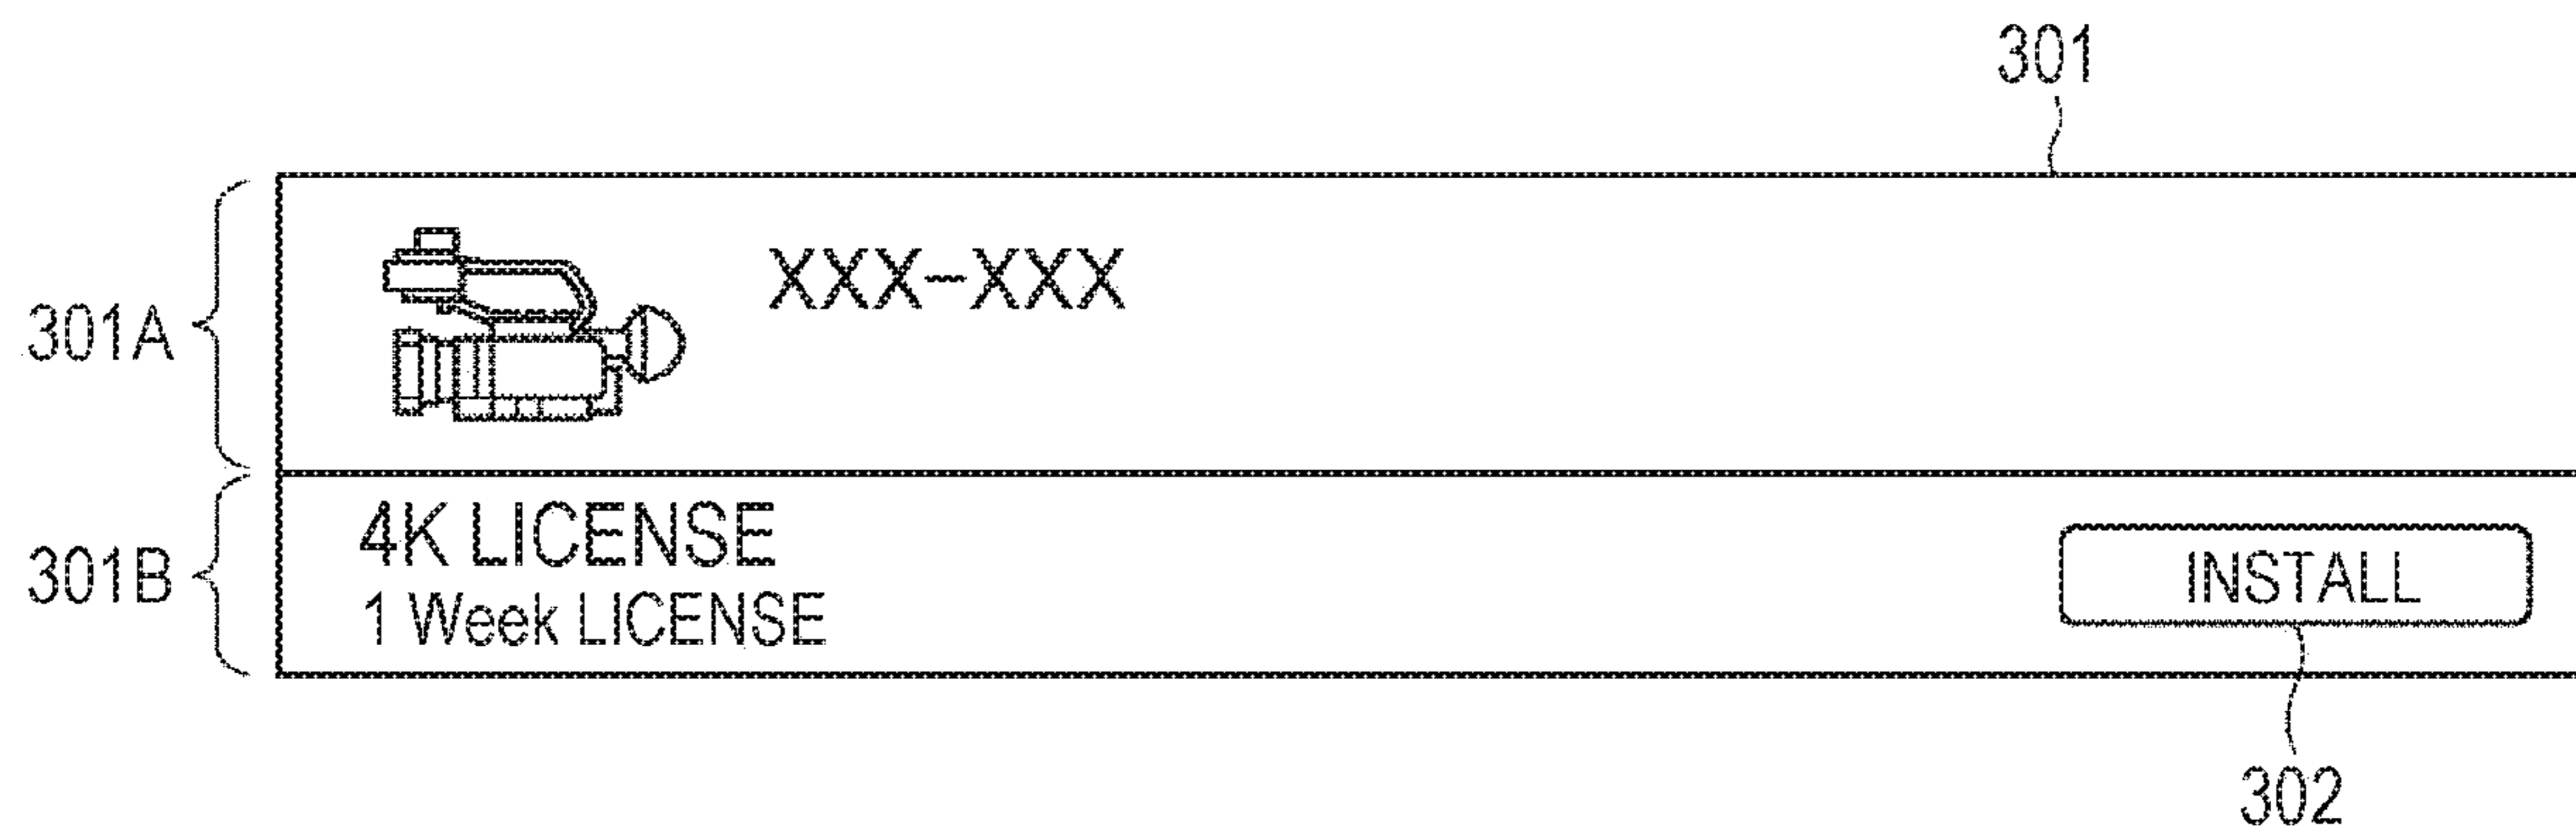 301
301A
XXX-XXX
301B
4K LICENSE
1 Week LICENSE
INSTALL
302